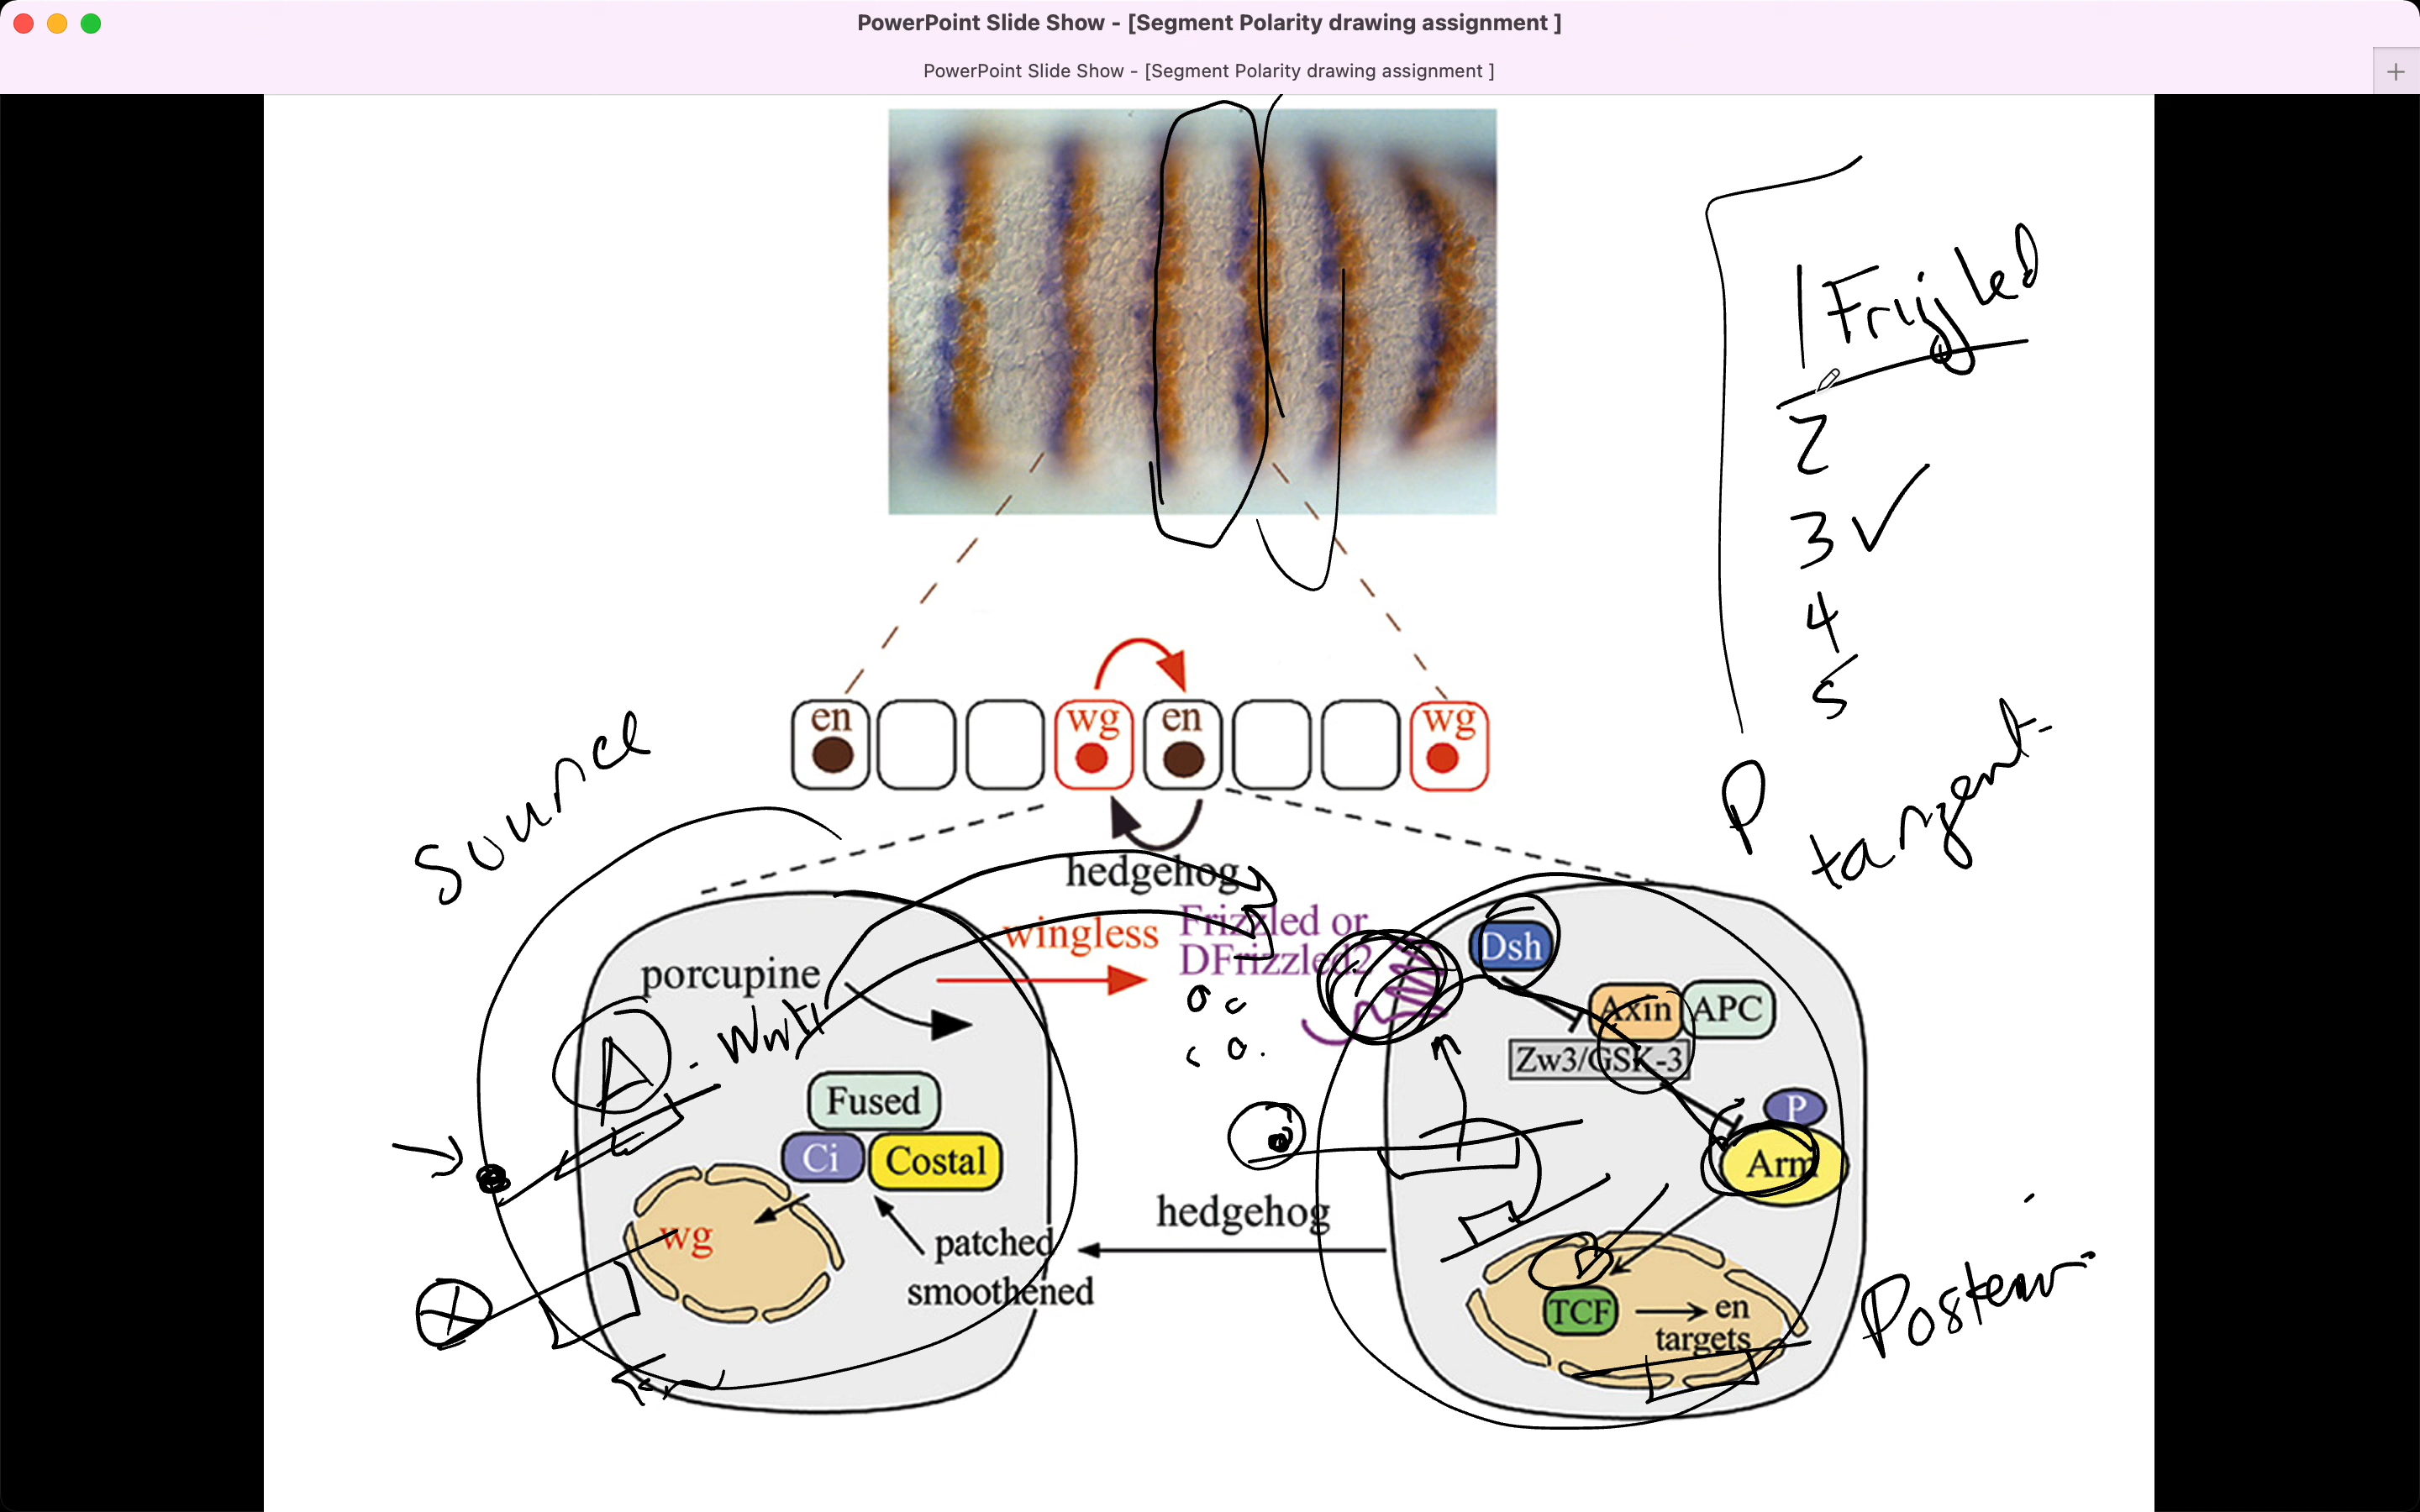 PowerPoint Slide Show - [Segment Polarity drawing assignment ]
PowerPoint Slide Show - [Segment Polarity drawing assignment ]
1 Frizzled
2
3 ✓
4
5
P
target
Source
en
wg
en
wg
hedgehog
wingless
Frizzled or
DFrizzled2
porcupine
A - Wnt
Fused
Ci
Costal
wg
patched
smoothened
hedgehog
Dsh
Axin
APC
Zw3/GSK-3
P
Arm
TCF
en
targets